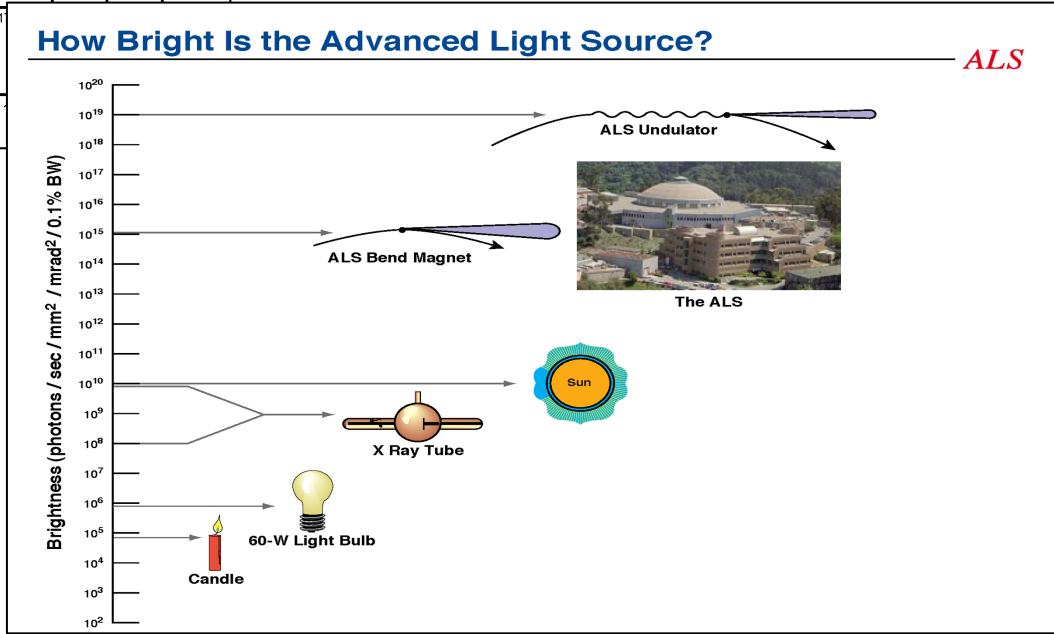 How Bright Is the Advanced Light Source?
ALS
Brightness (photons / sec / mm² / mrad² / 0.1% BW)
10²⁰
10¹⁹
10¹⁸
10¹⁷
10¹⁶
10¹⁵
10¹⁴
10¹³
10¹²
10¹¹
10¹⁰
10⁹
10⁸
10⁷
10⁶
10⁵
10⁴
10³
10²
ALS Undulator
ALS Bend Magnet
The ALS
Sun
X Ray Tube
60-W Light Bulb
Candle